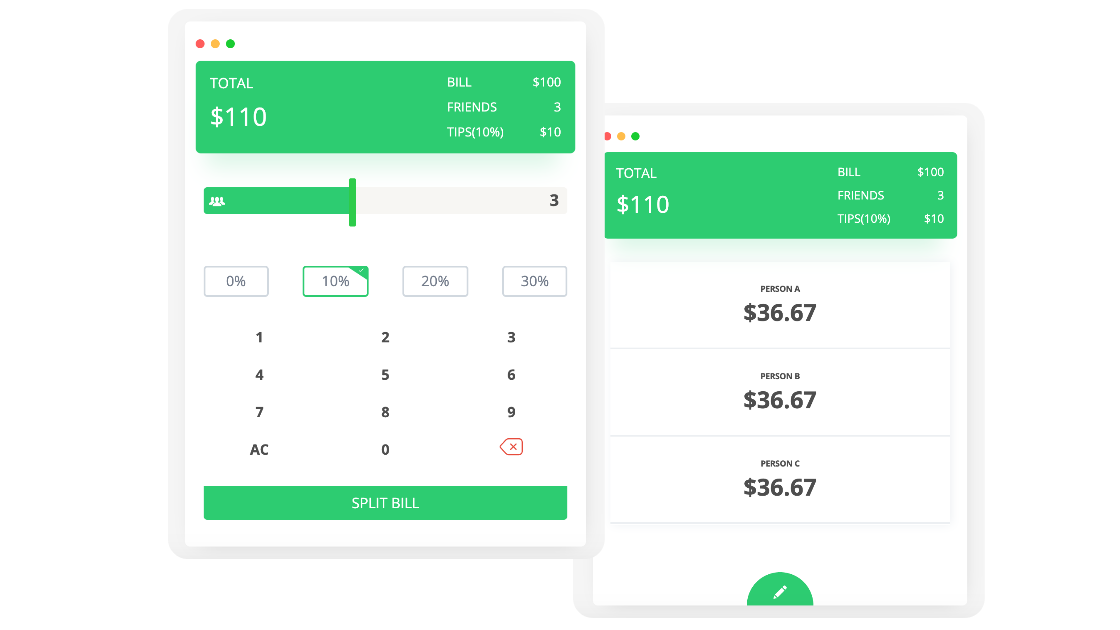 TOTAL
$110
BILL $100
FRIENDS 3
TIPS(10%) $10
3
0% 10% 20% 30%
1 2 3
4 5 6
7 8 9
AC 0
SPLIT BILL
TOTAL
$110
BILL $100
FRIENDS 3
TIPS(10%) $10
PERSON A
$36.67
PERSON B
$36.67
PERSON C
$36.67